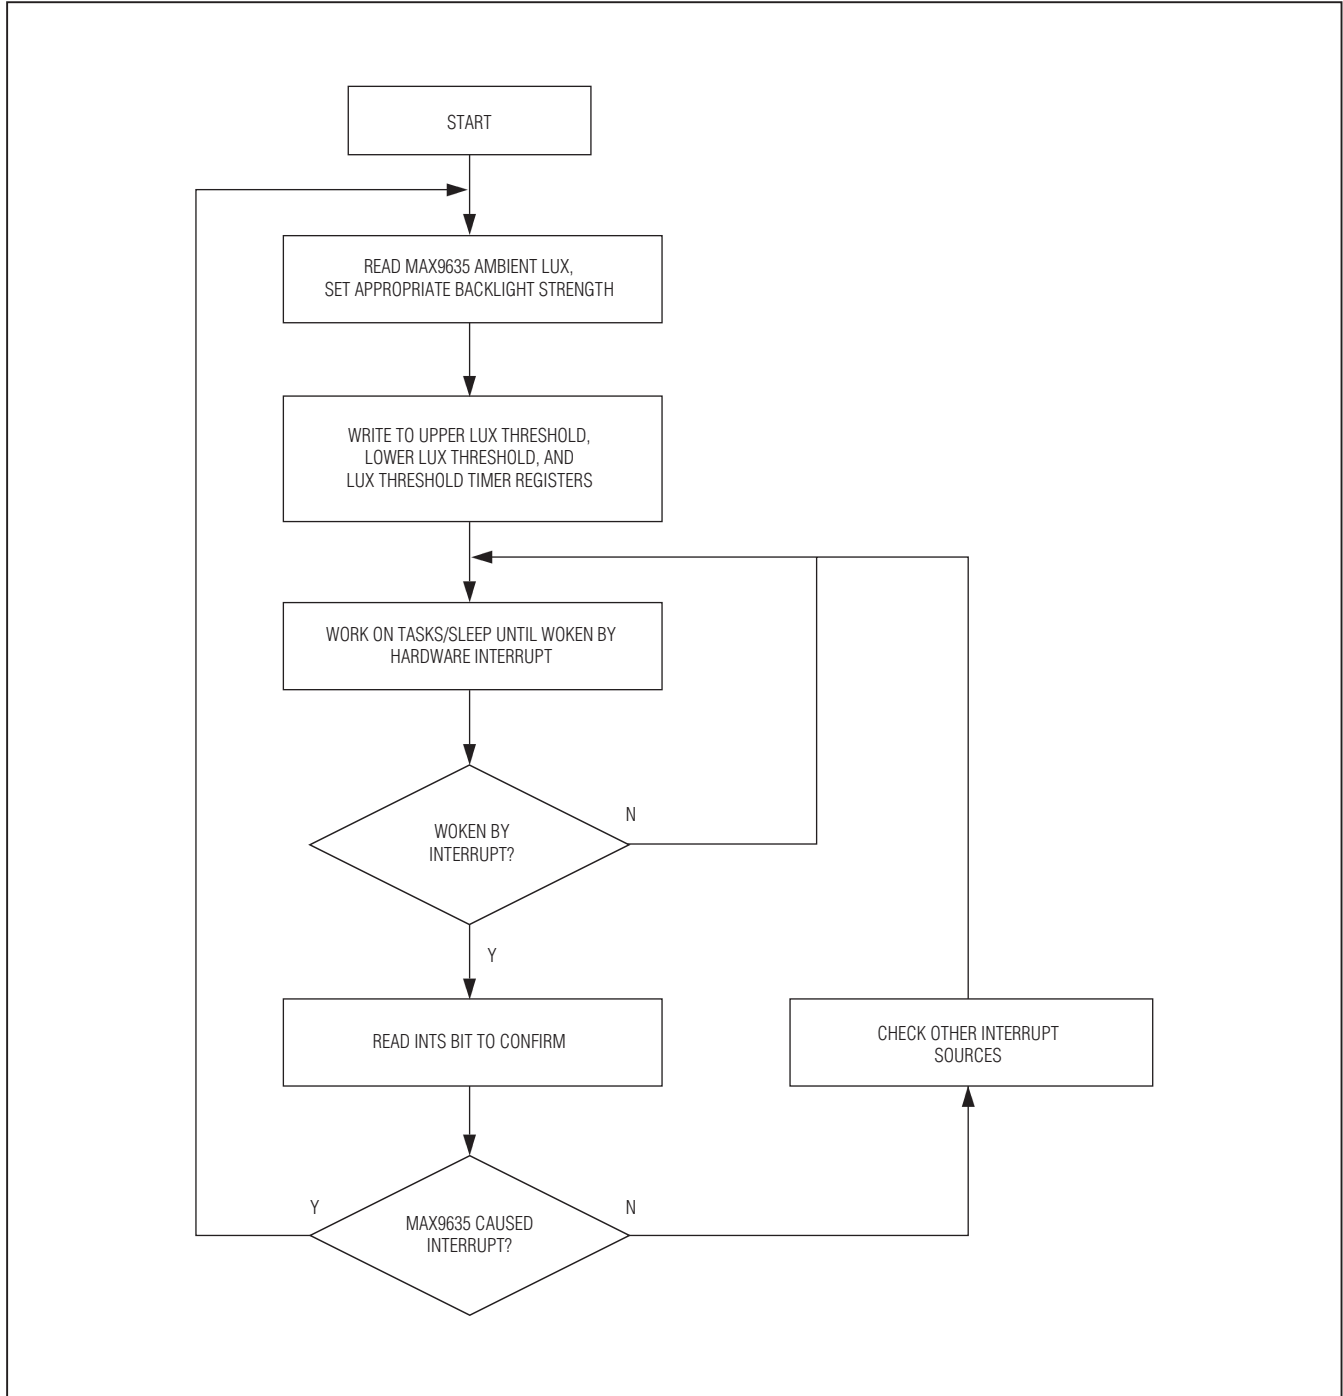 START
READ MAX9635 AMBIENT LUX,
SET APPROPRIATE BACKLIGHT STRENGTH
WRITE TO UPPER LUX THRESHOLD,
LOWER LUX THRESHOLD, AND
LUX THRESHOLD TIMER REGISTERS
WORK ON TASKS/SLEEP UNTIL WOKEN BY
HARDWARE INTERRUPT
WOKEN BY
INTERRUPT?
N
Y
READ INTS BIT TO CONFIRM
CHECK OTHER INTERRUPT
SOURCES
Y
MAX9635 CAUSED
INTERRUPT?
N